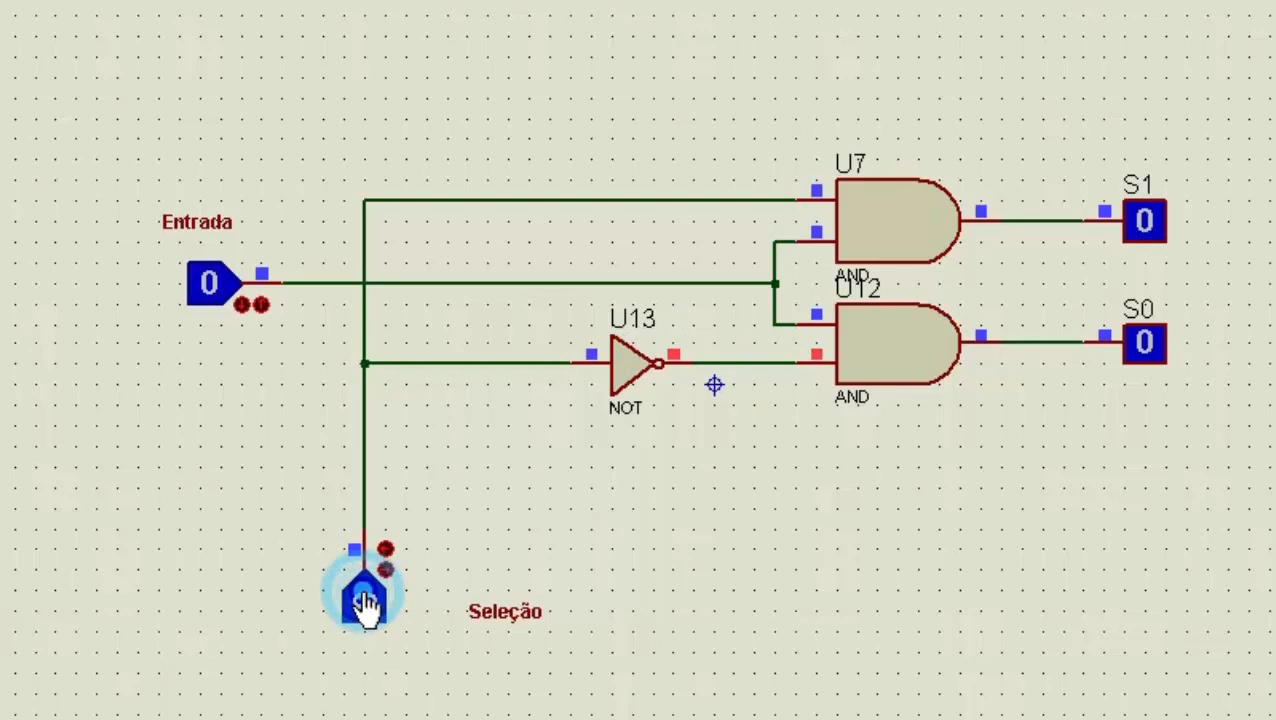 U7
S1
Entrada
0
0
AND
U12
S0
U13
0
NOT
AND
Seleção